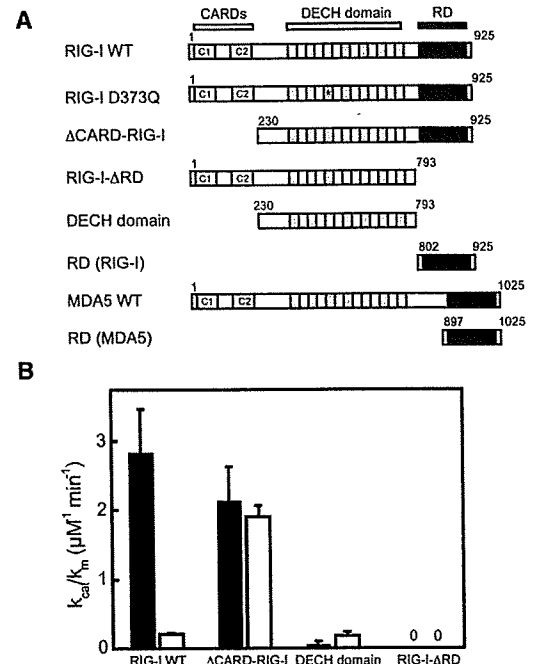 A
CARDs DECH domain RD
RIG-I WT 1 C1 C2 925
RIG-I D373Q 1 C1 C2 * 925
ΔCARD-RIG-I 230 925
RIG-I-ΔRD 1 C1 C2 793
DECH domain 230 793
RD (RIG-I) 802 925
MDA5 WT 1 C1 C2 1025
RD (MDA5) 897 1025
B
kcat/km (µM-1 min-1)
3
2
1
0
0 0
RIG-I WT ΔCARD-RIG-I DECH domain RIG-I-ΔRD